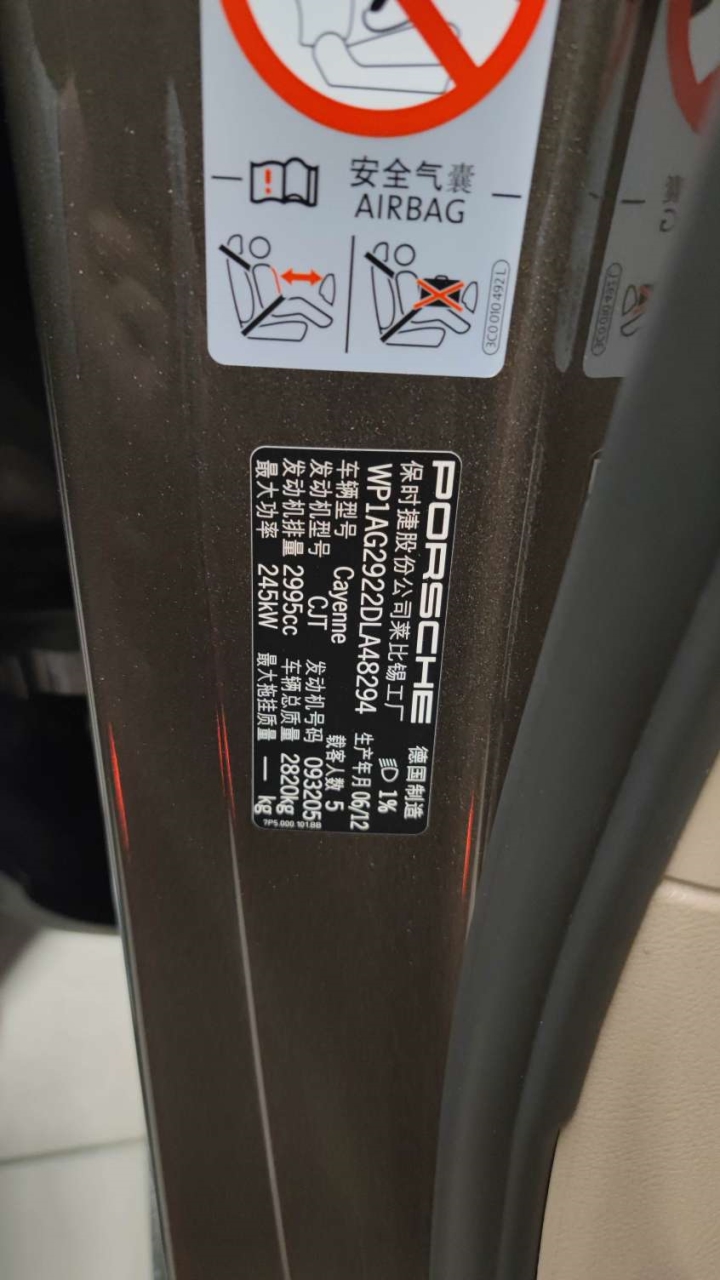 安全气囊
AIRBAG
3C0 010 492 L
PORSCHE 德国制造
保时捷股份公司莱比锡工厂 1%
WP1AG2922DLA48294 生产年月 06/12
车辆型号 Cayenne 载客人数 5
发动机型号 CJT 发动机号码 093205
发动机排量 2995cc 车辆总质量 2820kg
最大功率 245kW 最大拖挂质量 — kg
7P5.000.101.BB